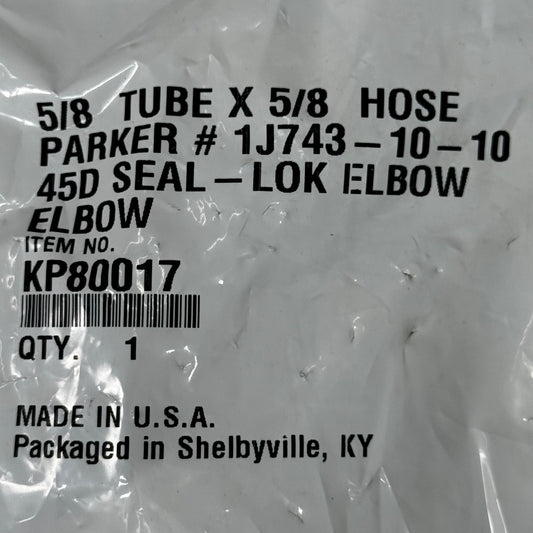 5/8 TUBE X 5/8 HOSE
PARKER # 1J743-10-10
45D SEAL-LOK ELBOW
ELBOW
ITEM NO.
KP80017
QTY. 1
MADE IN U.S.A.
Packaged in Shelbyville, KY